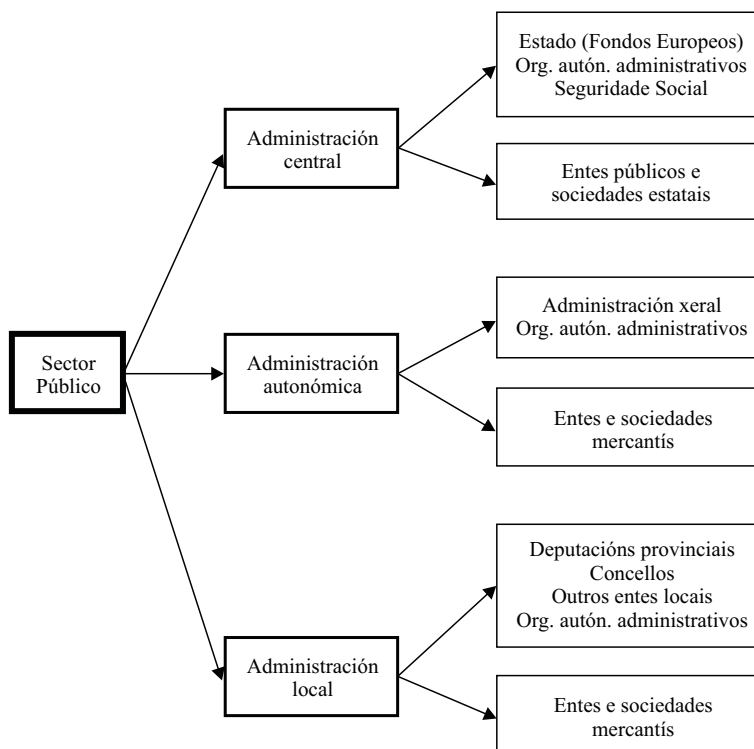 Sector
Público
Administración
central
Estado (Fondos Europeos)
Org. autón. administrativos
Seguridade Social
Entes públicos e
sociedades estatais
Administración
autonómica
Administración xeral
Org. autón. administrativos
Entes e sociedades
mercantís
Administración
local
Deputacións provinciais
Concellos
Outros entes locais
Org. autón. administrativos
Entes e sociedades
mercantís